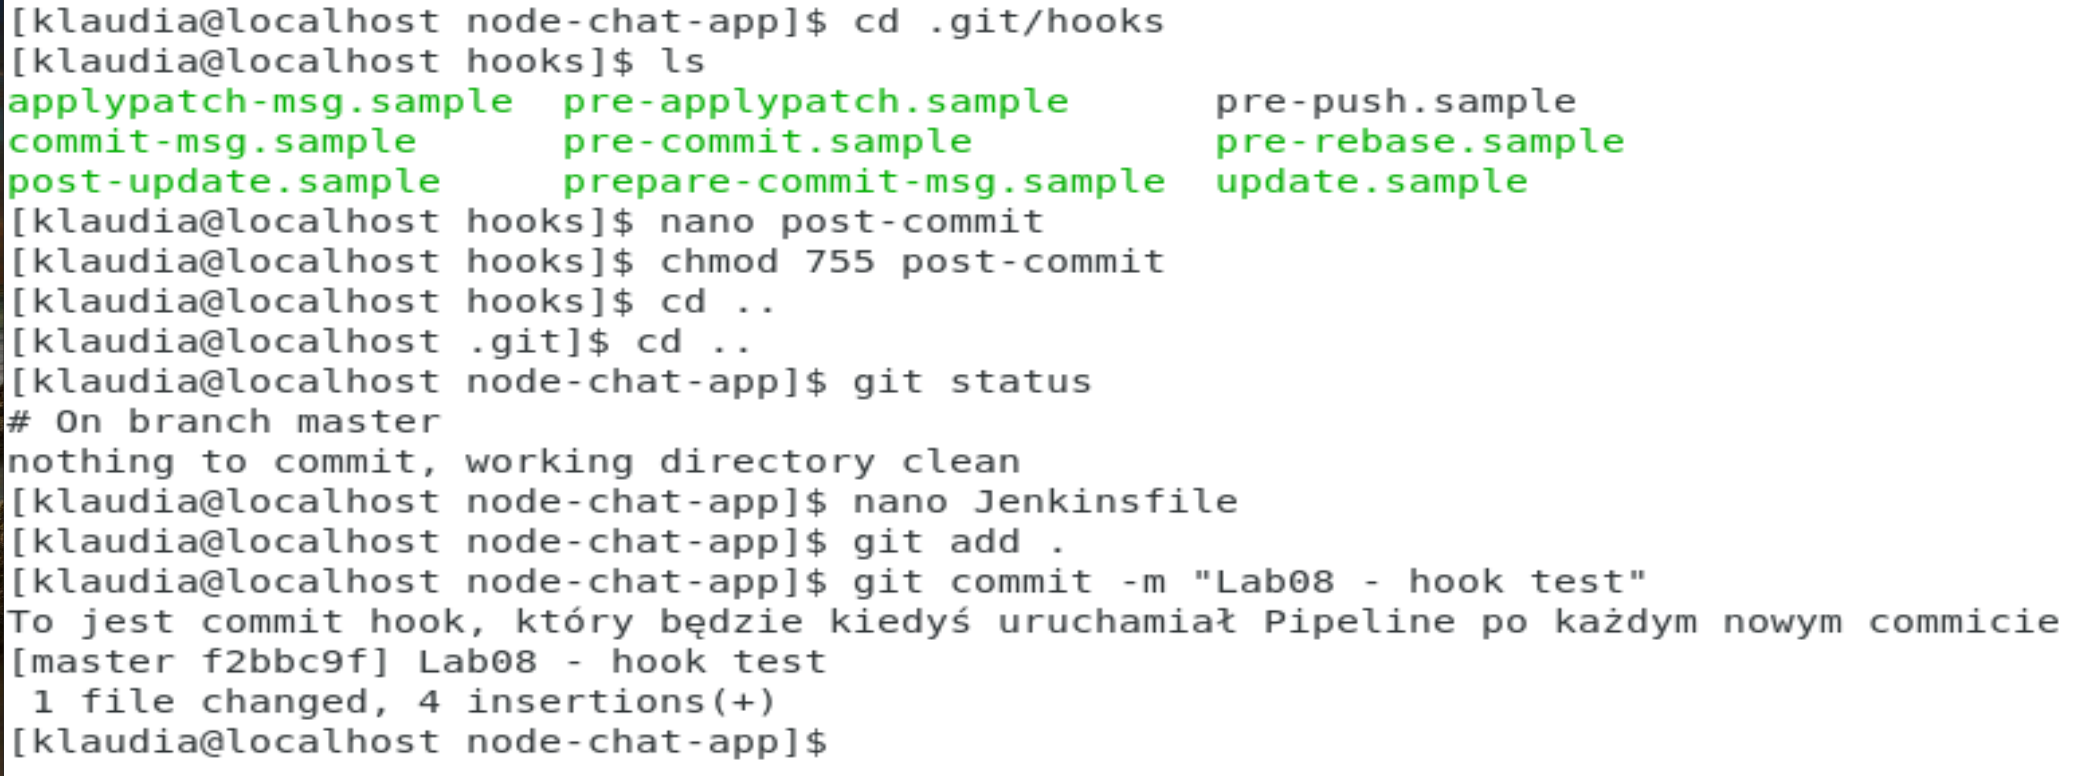 [klaudia@localhost node-chat-app]$ cd .git/hooks
[klaudia@localhost hooks]$ ls
applypatch-msg.sample  pre-applypatch.sample      pre-push.sample
commit-msg.sample      pre-commit.sample          pre-rebase.sample
post-update.sample     prepare-commit-msg.sample  update.sample
[klaudia@localhost hooks]$ nano post-commit
[klaudia@localhost hooks]$ chmod 755 post-commit
[klaudia@localhost hooks]$ cd ..
[klaudia@localhost .git]$ cd ..
[klaudia@localhost node-chat-app]$ git status
# On branch master
nothing to commit, working directory clean
[klaudia@localhost node-chat-app]$ nano Jenkinsfile
[klaudia@localhost node-chat-app]$ git add .
[klaudia@localhost node-chat-app]$ git commit -m "Lab08 - hook test"
To jest commit hook, który będzie kiedyś uruchamiał Pipeline po każdym nowym commicie
[master f2bbc9f] Lab08 - hook test
 1 file changed, 4 insertions(+)
[klaudia@localhost node-chat-app]$